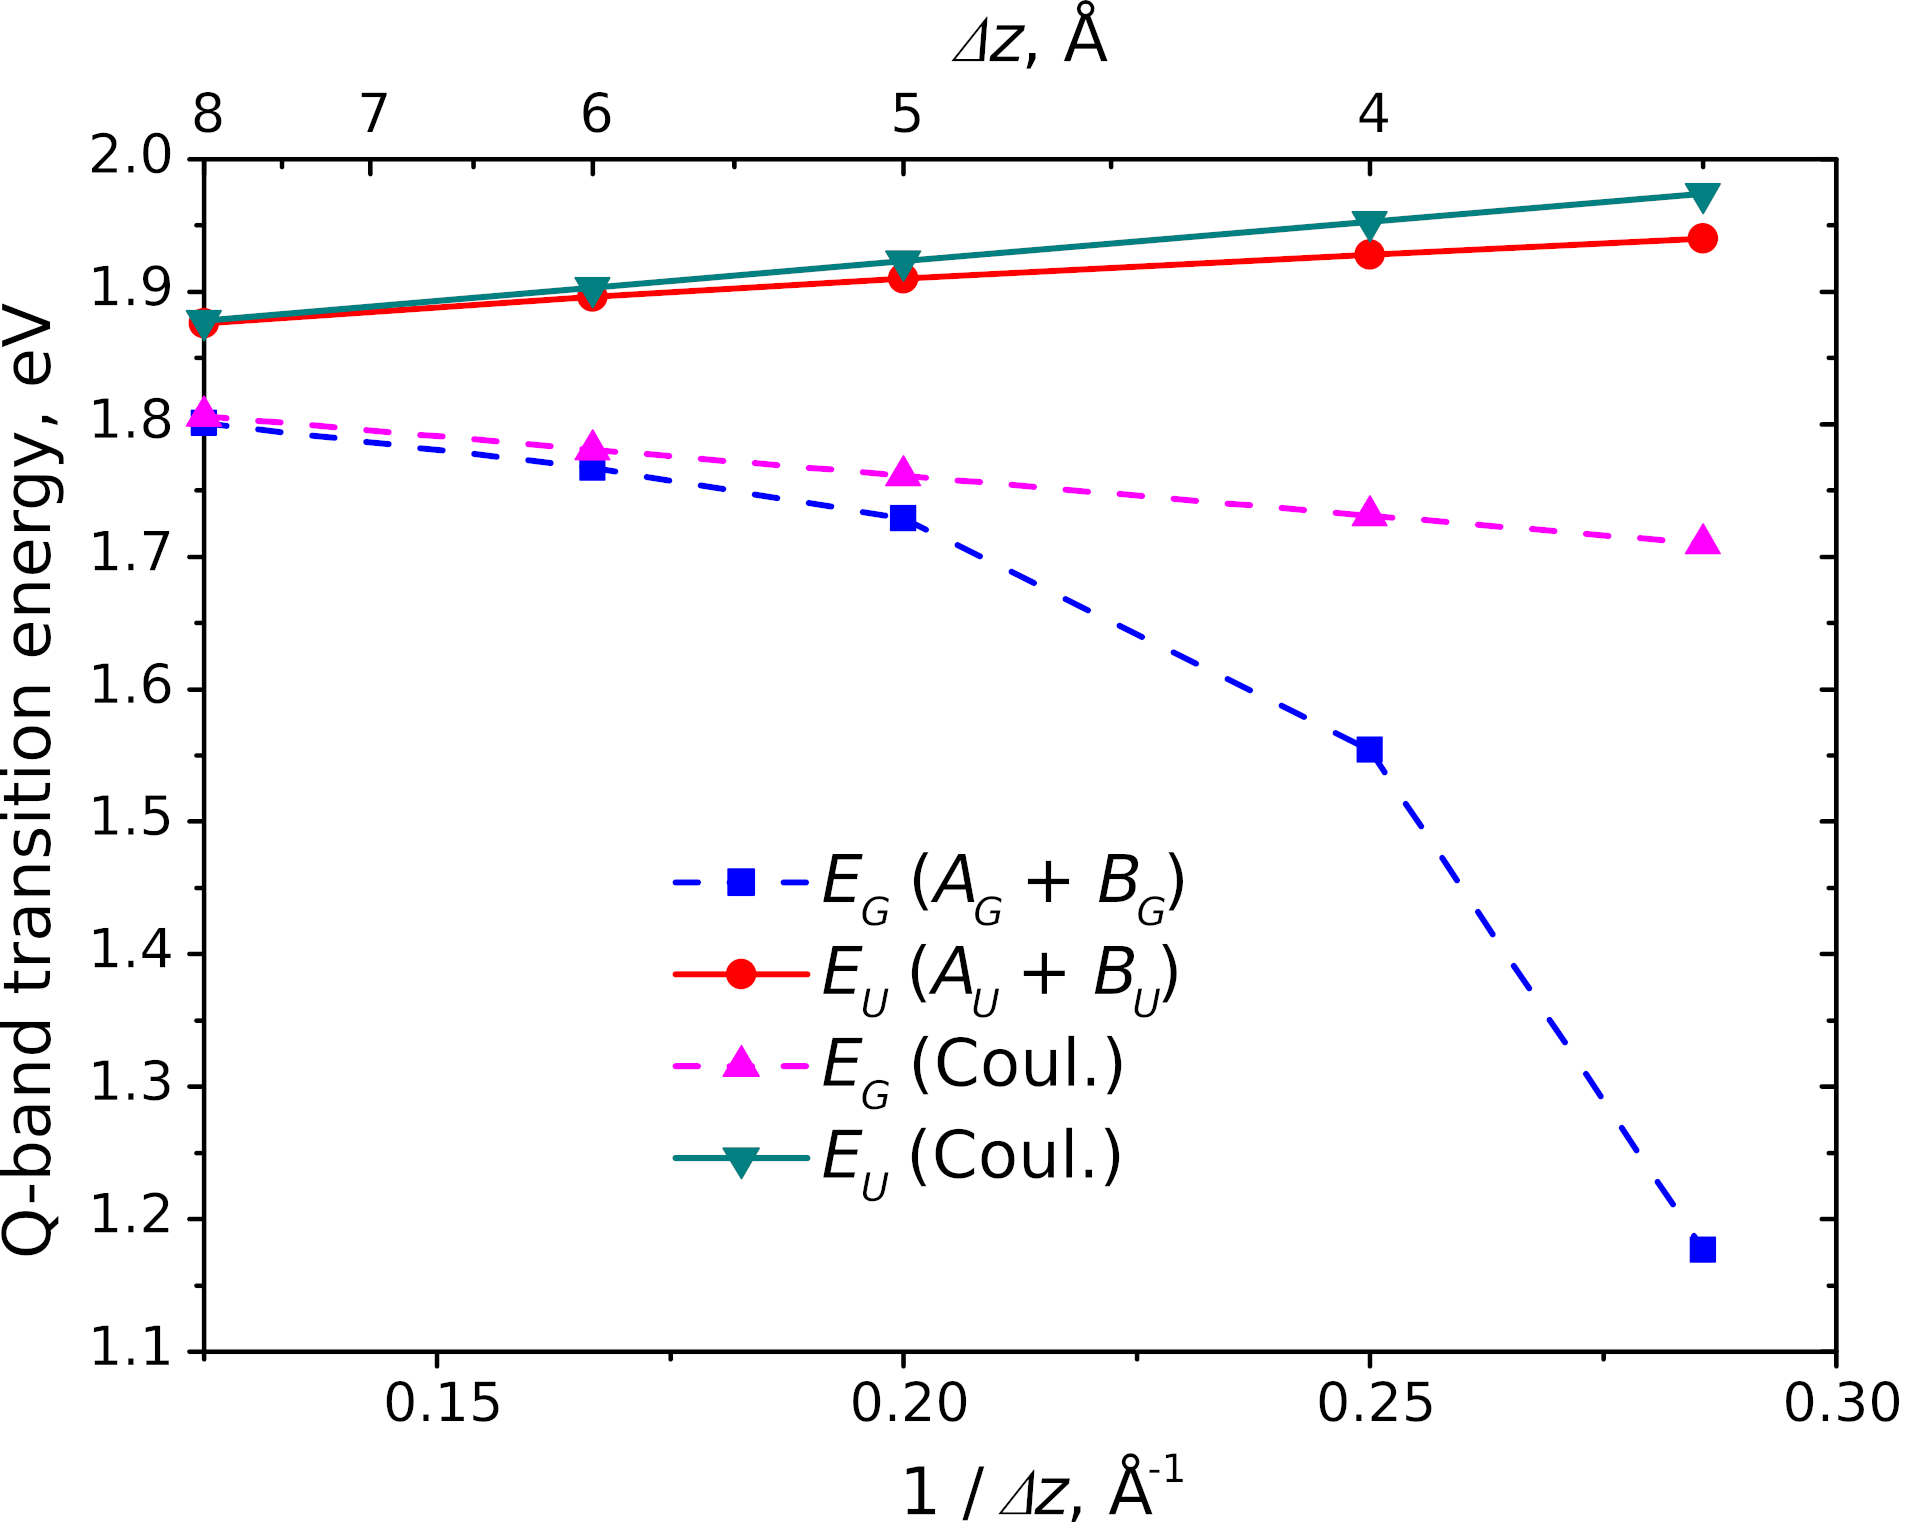 Δz, Å
8 7 6 5 4
2.0
1.9
1.8
1.7
1.6
1.5
1.4
1.3
1.2
1.1
Q-band transition energy, eV
E_G (A_G + B_G)
E_U (A_U + B_U)
E_G (Coul.)
E_U (Coul.)
0.15 0.20 0.25 0.30
1 / Δz, Å^-1